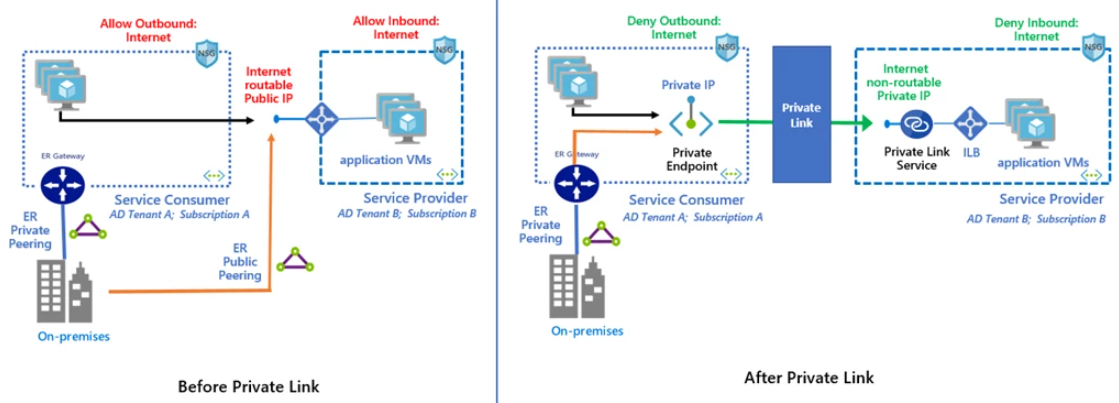 Allow Outbound:
Internet
NSG
Allow Inbound:
Internet
NSG
Internet
routable
Public IP
application VMs
ER Gateway
Service Consumer
AD Tenant A; Subscription A
Service Provider
AD Tenant B; Subscription B
ER
Private
Peering
ER
Public
Peering
On-premises
Before Private Link
Deny Outbound:
Internet
NSG
Deny Inbound:
Internet
NSG
Private IP
Private
Link
Internet
non-routable
Private IP
Private
Endpoint
Private Link
Service
ILB
application VMs
ER Gateway
Service Consumer
AD Tenant A; Subscription A
Service Provider
AD Tenant B; Subscription B
ER
Private
Peering
On-premises
After Private Link